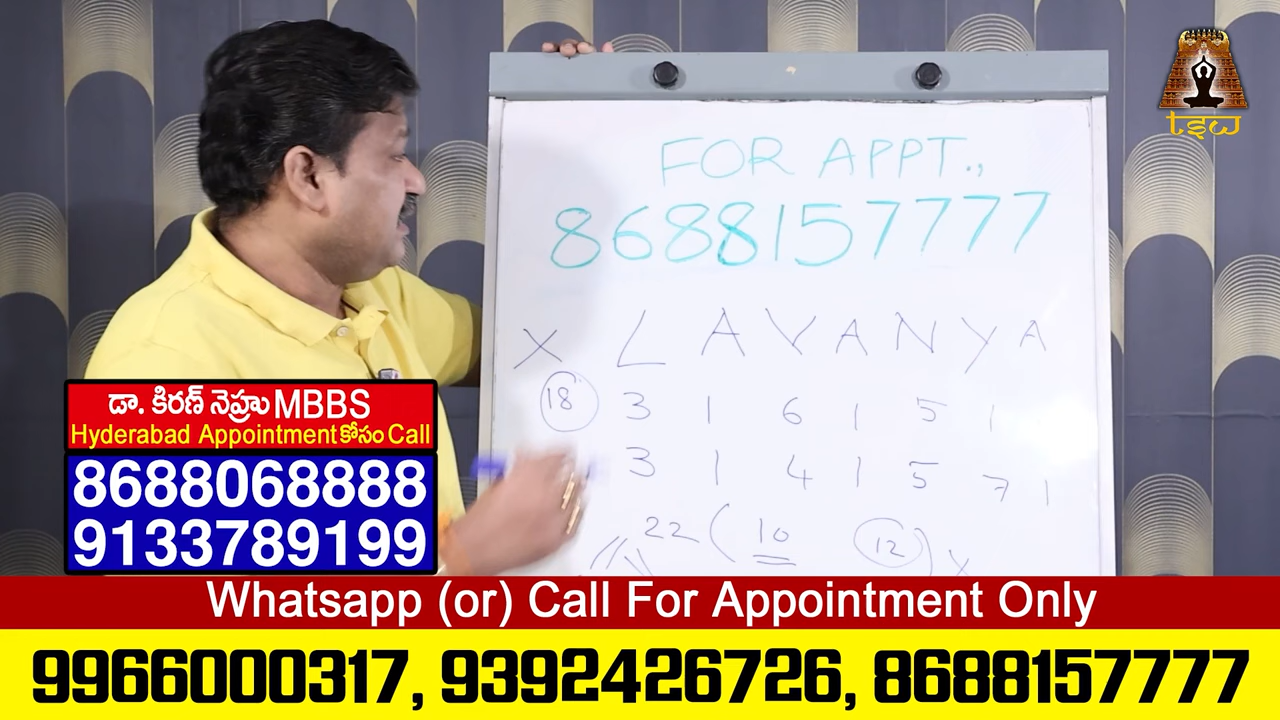 FOR APPT.,
8688157777
X L A V A N Y A
18 3 1 6 1 5 1
3 1 4 1 5 7 1
22 ( 10 12 ) X
tsw
డా. కిరణ్ నెహ్రు MBBS
Hyderabad Appointment కోసం Call
8688068888
9133789199
Whatsapp (or) Call For Appointment Only
9966000317, 9392426726, 8688157777